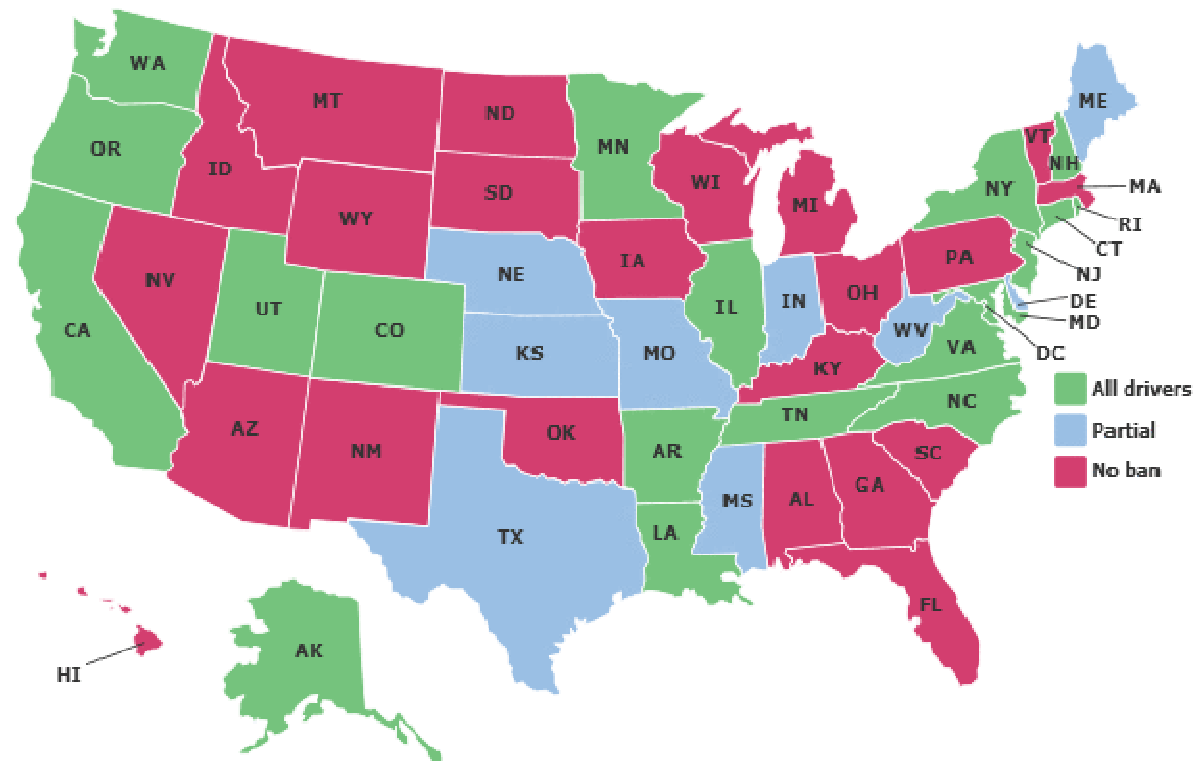 WA
MT
ND
MN
ME
OR
ID
SD
WI
MI
VT
NH
NY
MA
WY
RI
CT
NV
NE
IA
PA
NJ
UT
CO
IL
IN
OH
DE
MD
CA
KS
MO
WV
VA
DC
KY
All drivers
AZ
NM
OK
AR
TN
NC
Partial
SC
No ban
TX
LA
MS
AL
GA
FL
HI
AK